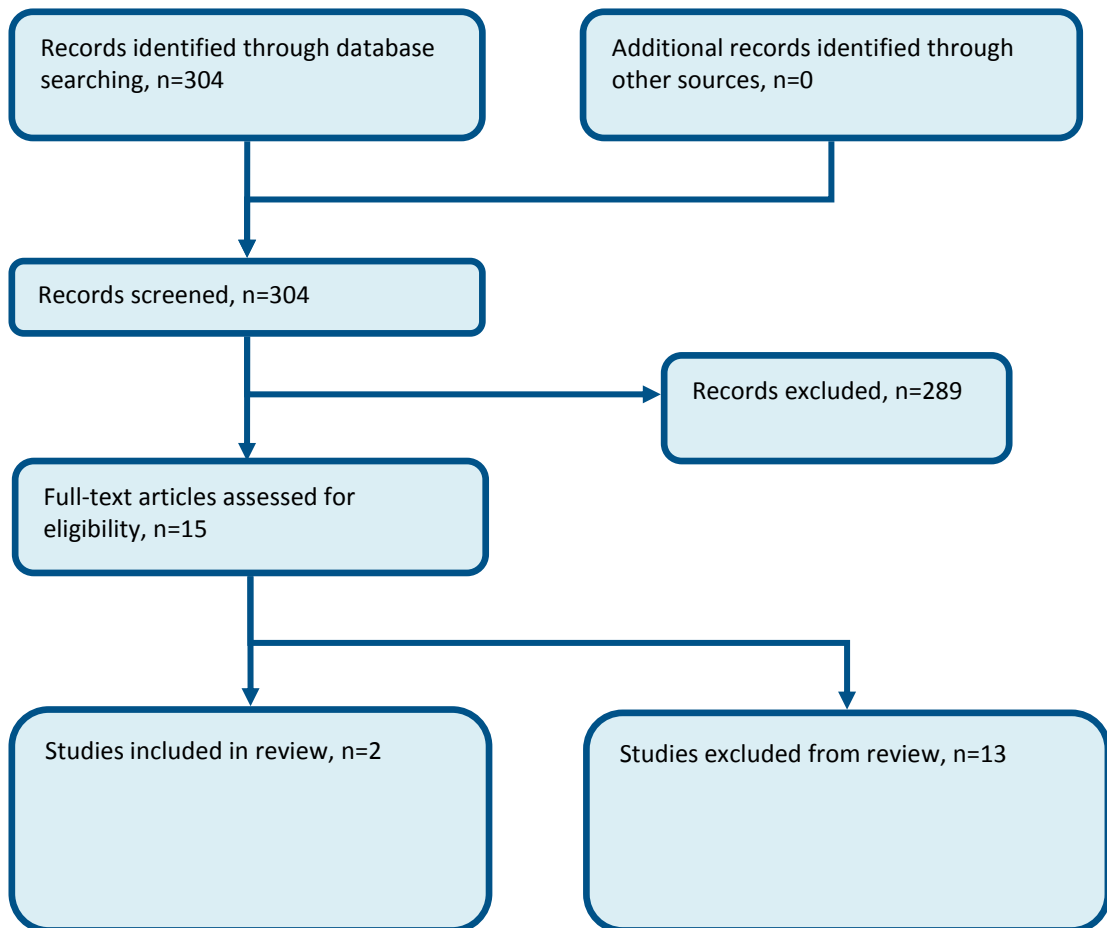 Records identified through database
searching, n=304
Additional records identified through
other sources, n=0
Records screened, n=304
Records excluded, n=289
Full-text articles assessed for
eligibility, n=15
Studies included in review, n=2
Studies excluded from review, n=13